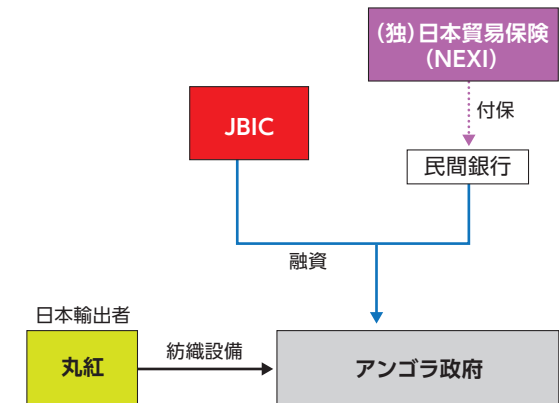 (独)日本貿易保険
(NEXI)
付保
JBIC
民間銀行
融資
日本輸出者
丸紅
紡織設備
アンゴラ政府